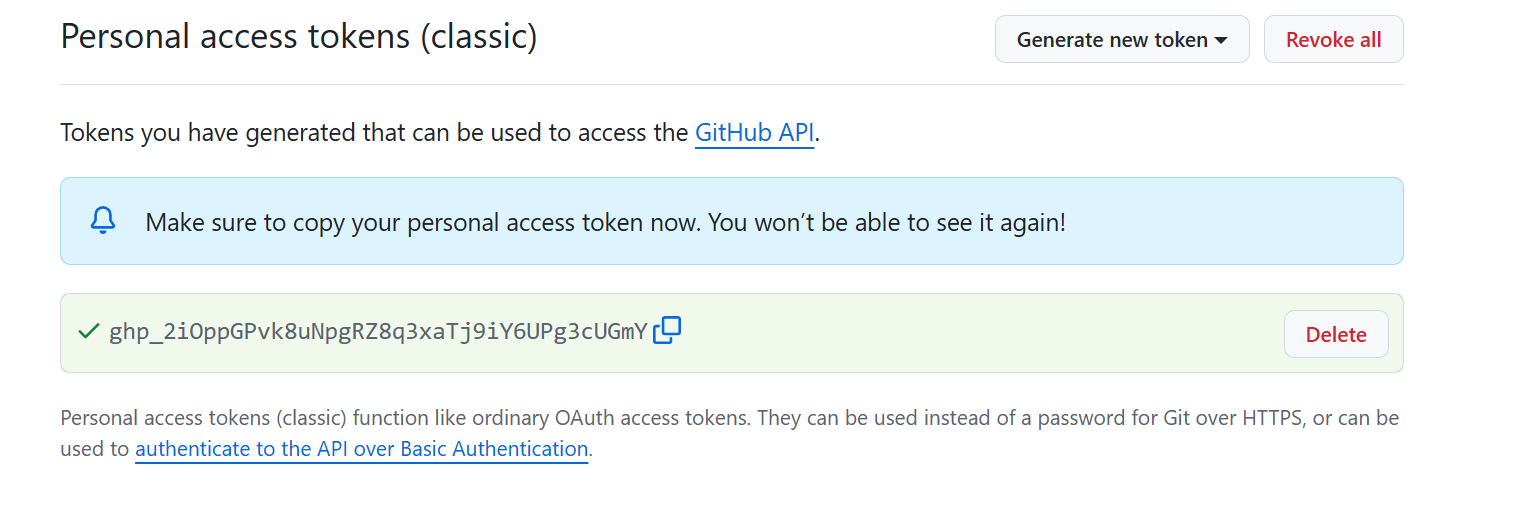 Personal access tokens (classic)
Generate new token
Revoke all
Tokens you have generated that can be used to access the GitHub API.
Make sure to copy your personal access token now. You won’t be able to see it again!
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
Delete
Personal access tokens (classic) function like ordinary OAuth access tokens. They can be used instead of a password for Git over HTTPS, or can be
used to authenticate to the API over Basic Authentication.